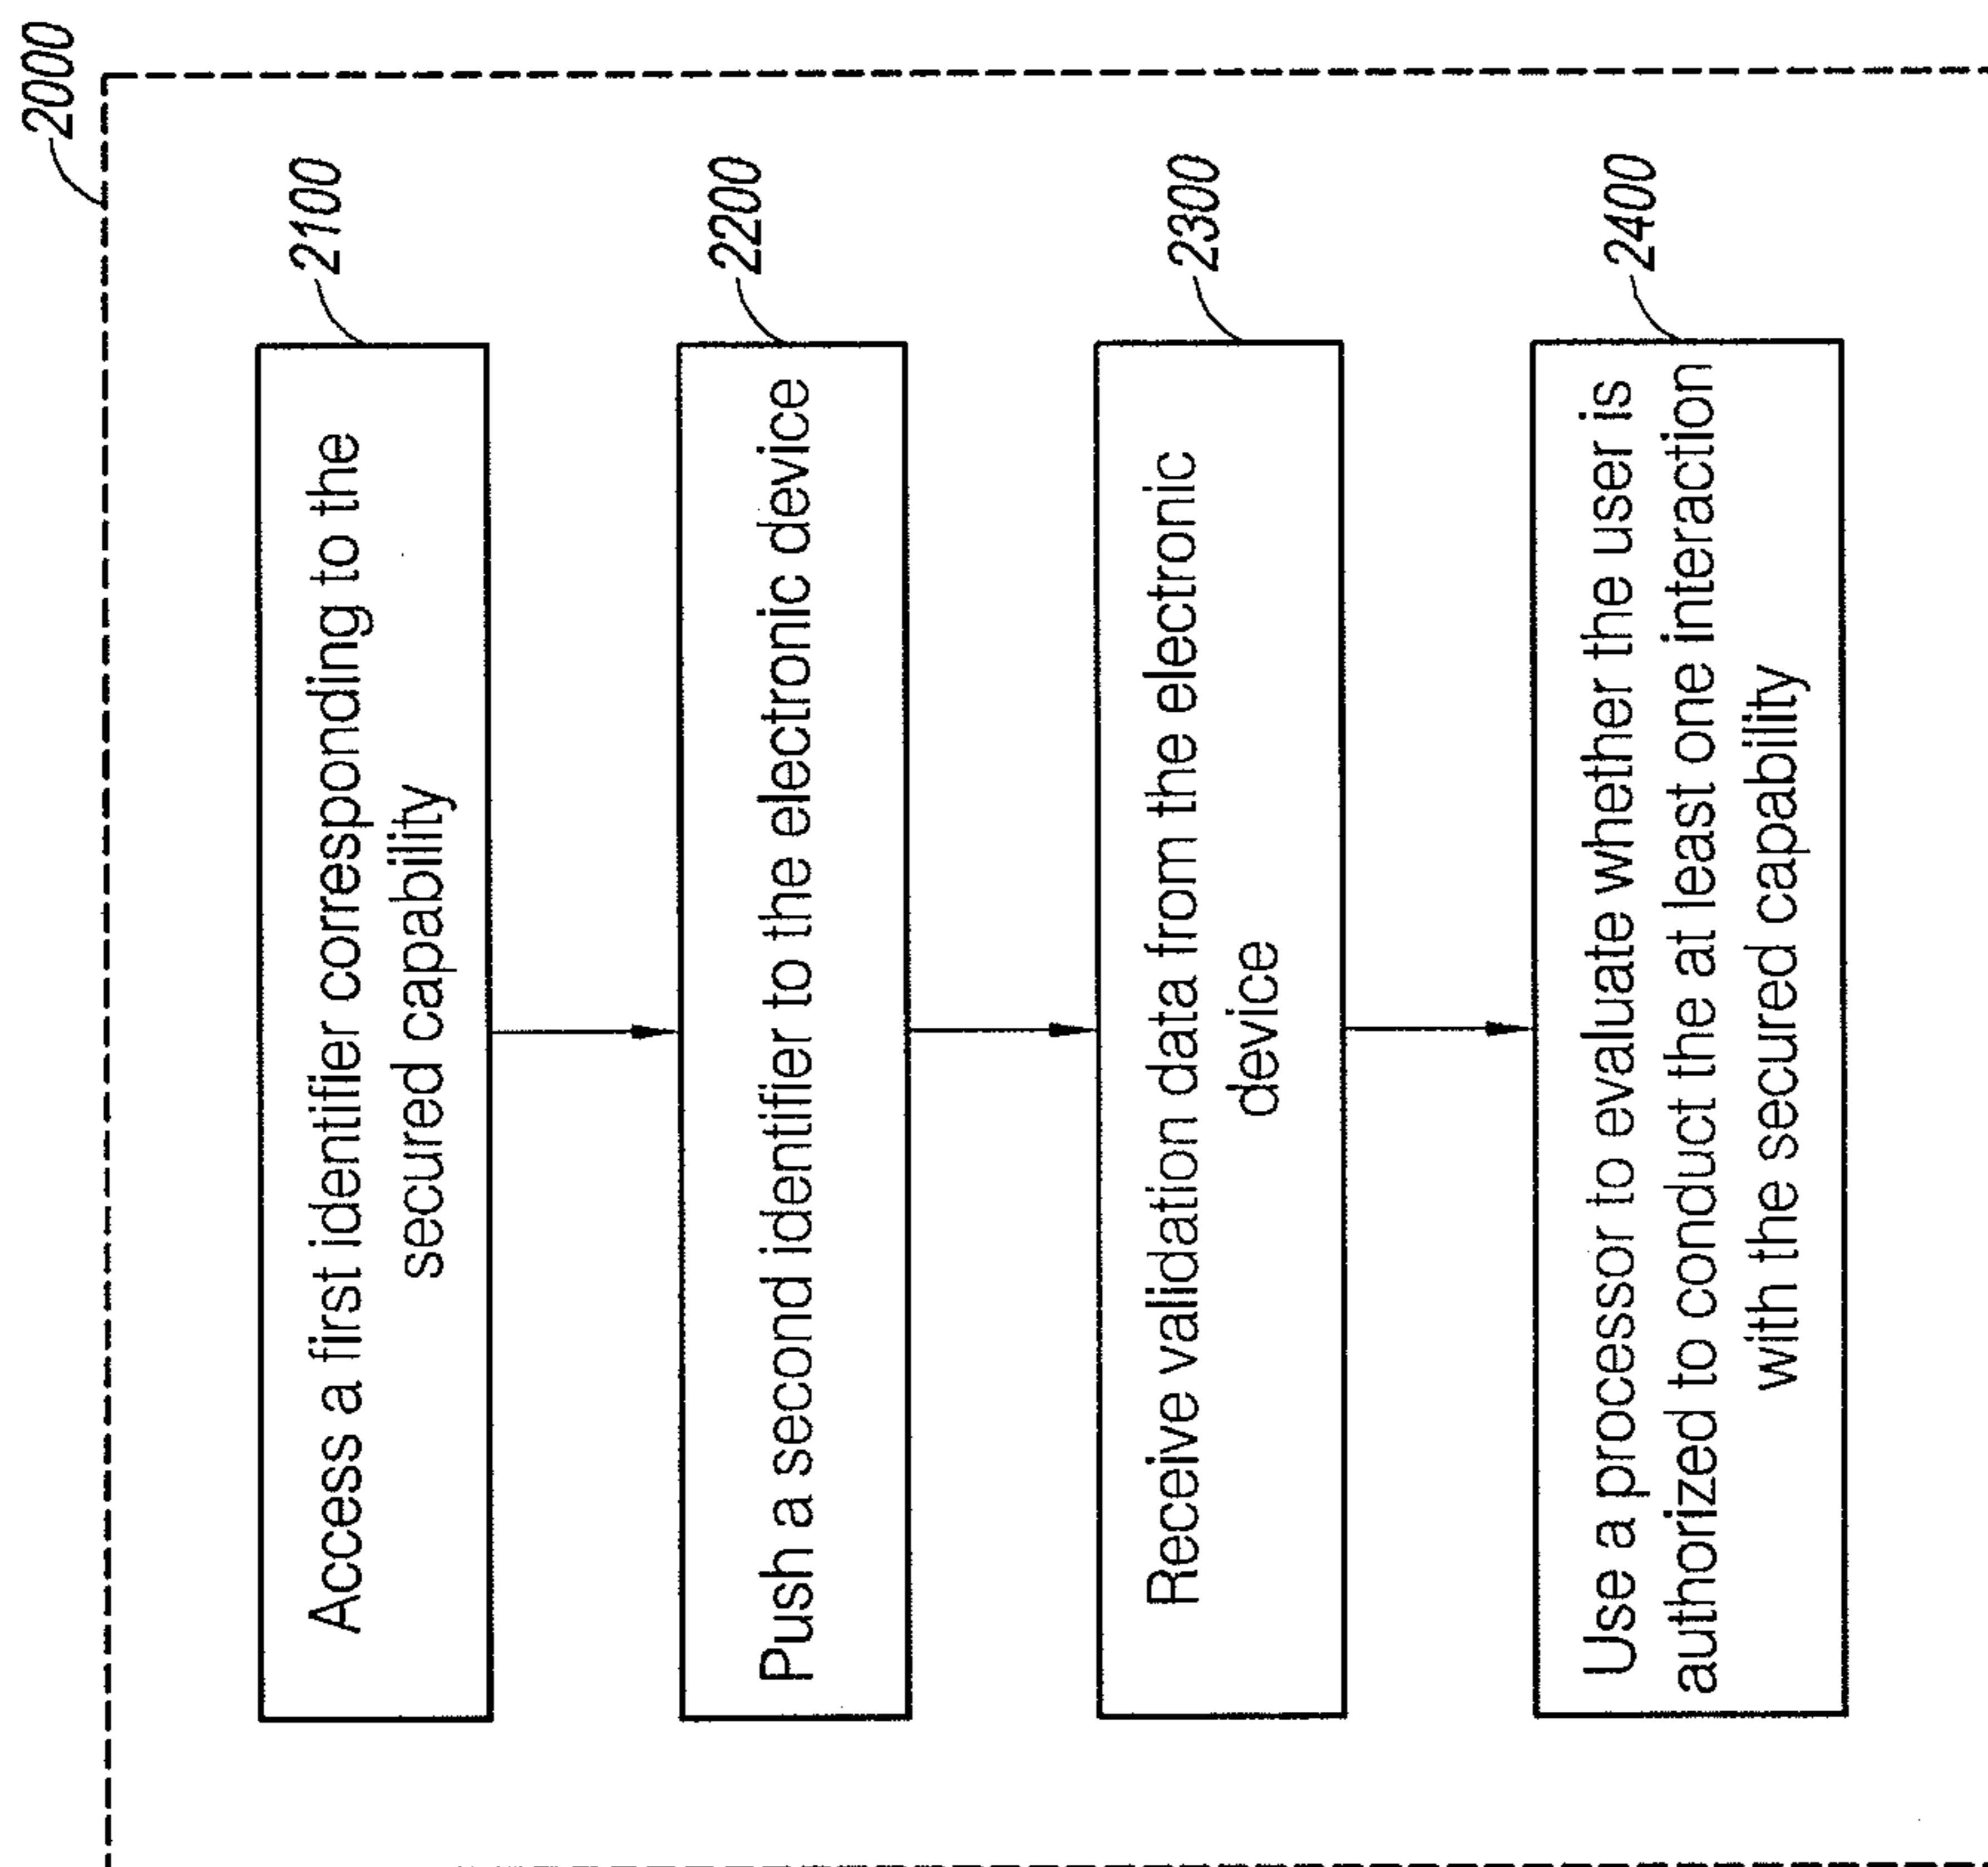 2000
2100
Access a first identifier corresponding to the
secured capability
2200
Push a second identifier to the electronic device
2300
Receive validation data from the electronic
device
2400
Use a processor to evaluate whether the user is
authorized to conduct the at least one interaction
with the secured capability